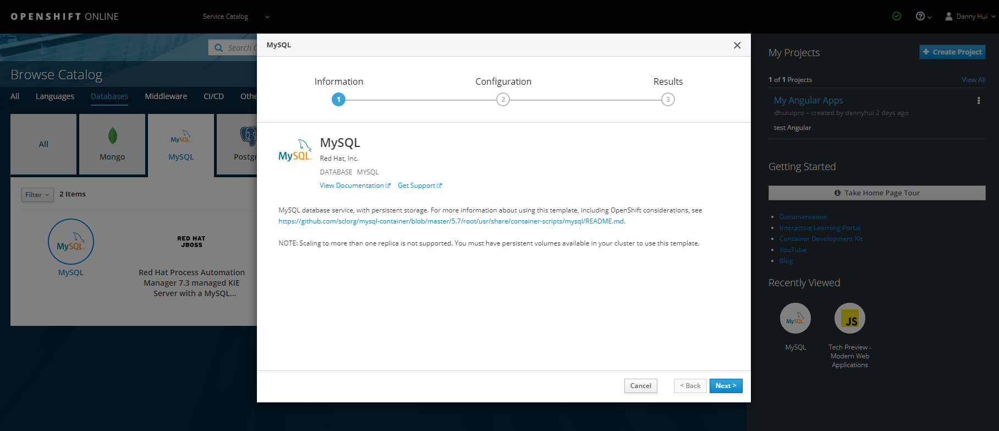 OPENSHIFT ONLINE
Service Catalog
Danny Hui
Search C
Browse Catalog
All
Languages
Databases
Middleware
CI/CD
Othe
All
Mongo
MySQL
MySQL
Postgr
Filter
2 Items
MySQL
MySQL
RED HAT
JBOSS
Red Hat Process Automation
Manager 7.3 managed KIE
Server with a MySQL...
MySQL
Information
Configuration
Results
1
2
3
MySQL
MySQL
Red Hat, Inc.
DATABASE MYSQL
View Documentation
Get Support
MySQL database service, with persistent storage. For more information about using this template, including OpenShift considerations, see
https://github.com/sclorg/mysql-container/blob/master/5.7/root/usr/share/container-scripts/mysql/README.md.
NOTE: Scaling to more than one replica is not supported. You must have persistent volumes available in your cluster to use this template.
Cancel
< Back
Next >
My Projects
Create Project
1 of 1 Projects
View All
My Angular Apps
dhuiuipro – created by dannyhui 2 days ago
test Angular
Getting Started
Take Home Page Tour
Documentation
Interactive Learning Portal
Container Development Kit
YouTube
Blog
Recently Viewed
MySQL
MySQL
JS
Tech Preview -
Modern Web
Applications